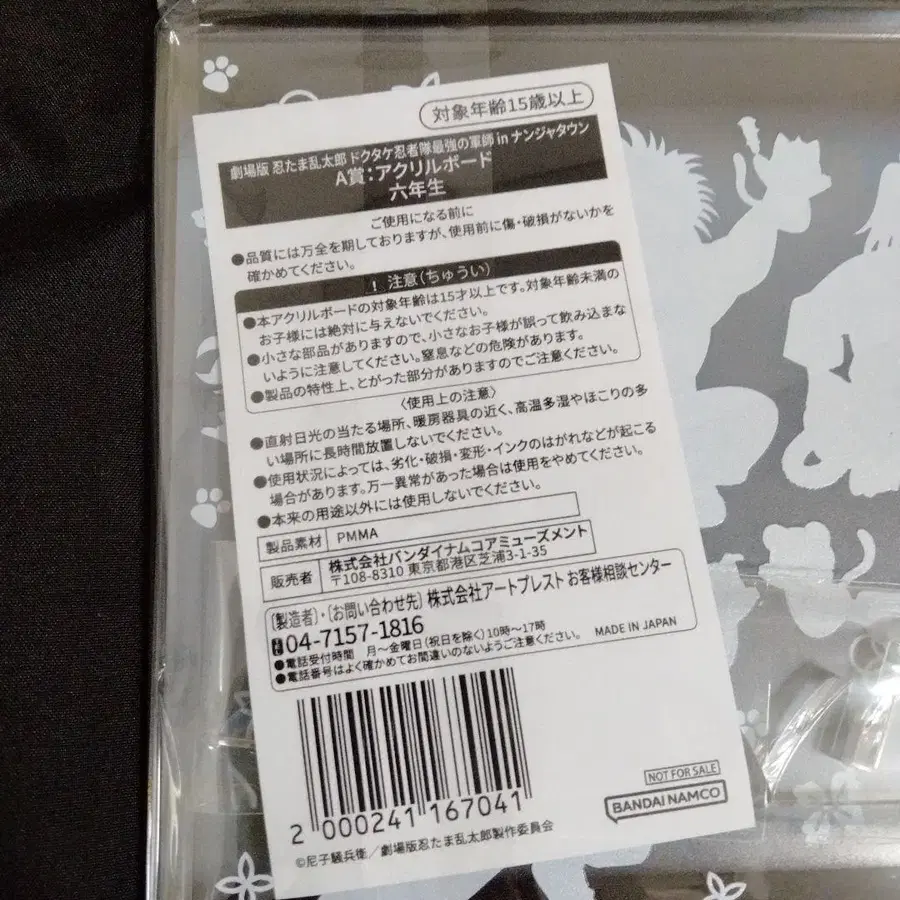 対象年齢15歳以上
劇場版 忍たま乱太郎 ドクタケ忍者隊最強の軍師 in ナンジャタウン
A賞：アクリルボード
六年生
ご使用になる前に
●品質には万全を期しておりますが、使用前に傷・破損がないかを
確かめてください。
! 注意（ちゅうい）
●本アクリルボードの対象年齢は15才以上です。対象年齢未満の
お子様には絶対に与えないでください。
●小さな部品がありますので、小さなお子様が誤って飲み込まな
いように注意してください。窒息などの危険があります。
●製品の特性上、とがった部分がありますのでご注意ください。
〈使用上の注意〉
●直射日光の当たる場所、暖房器具の近く、高温多湿やほこりの多
い場所に長時間放置しないでください。
●使用状況によっては、劣化・破損・変形・インクのはがれなどが起こる
場合があります。万一異常があった場合は使用をやめてください。
●本来の用途以外には使用しないでください。
製品素材 PMMA
販売者 株式会社バンダイナムコアミューズメント
〒108-8310 東京都港区芝浦3-1-35
〔製造者〕・〔お問い合わせ先〕株式会社アートプレスト お客様相談センター
04-7157-1816
●電話受付時間 月〜金曜日（祝日を除く）10時〜17時
●電話番号はよく確かめてお間違いのないようご注意ください。 MADE IN JAPAN
2 000241 167041
NOT FOR SALE
BANDAI NAMCO
©尼子騒兵衛／劇場版忍たま乱太郎製作委員会